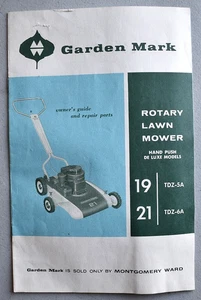 Garden Mark
owner's guide
and repair parts
ROTARY
LAWN
MOWER
HAND PUSH
DE LUXE MODELS
19 TDZ-5A
21 TDZ-6A
Garden Mark IS SOLD ONLY BY MONTGOMERY WARD